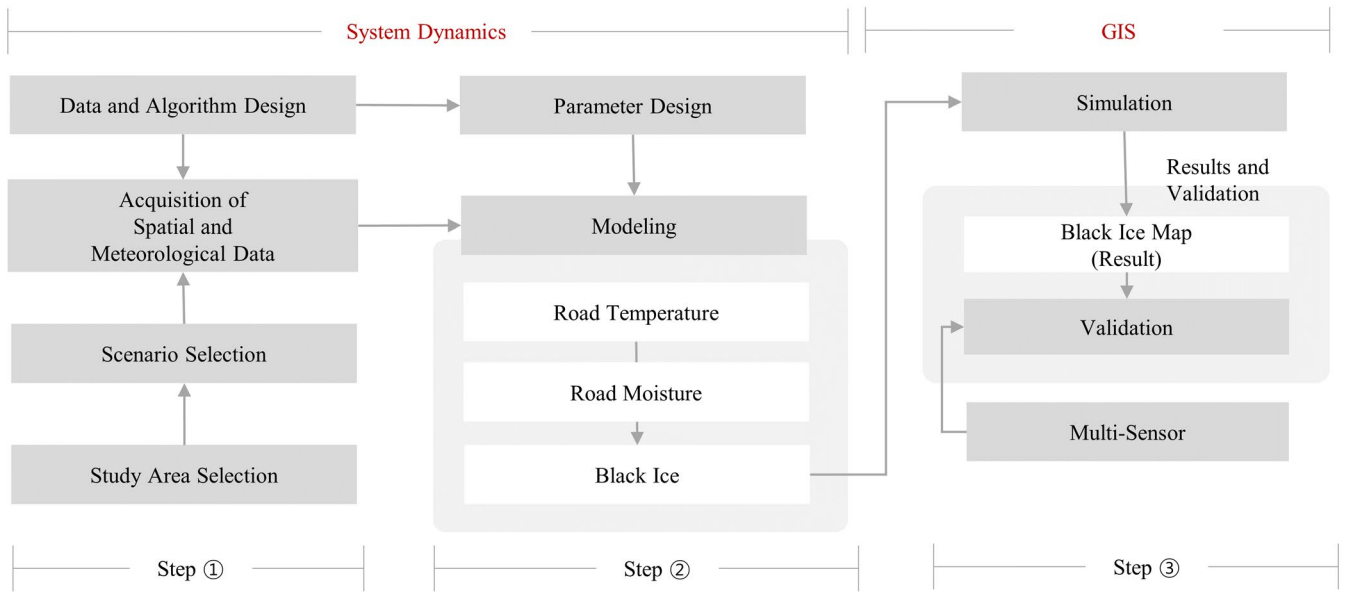 System Dynamics
GIS
Data and Algorithm Design
Acquisition of
Spatial and
Meteorological Data
Scenario Selection
Study Area Selection
Parameter Design
Modeling
Road Temperature
Road Moisture
Black Ice
Simulation
Results and
Validation
Black Ice Map
(Result)
Validation
Multi-Sensor
Step ①
Step ②
Step ③